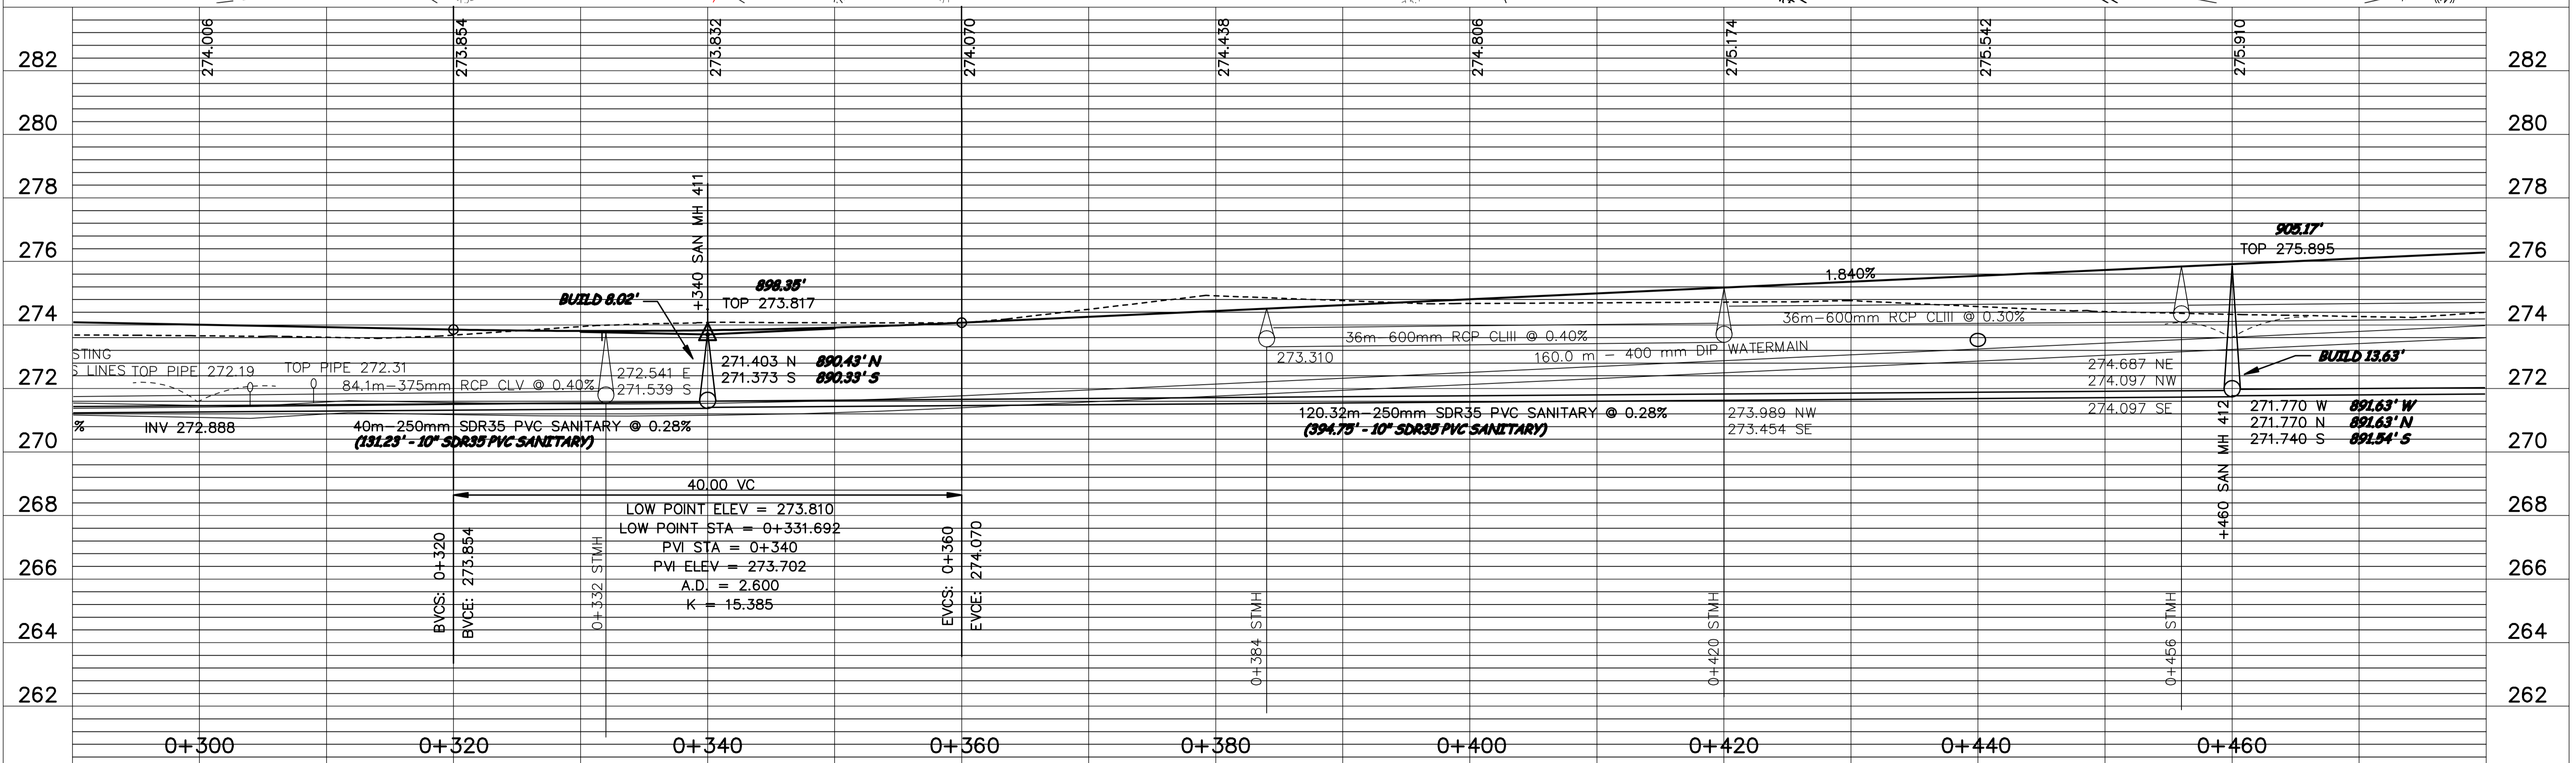 274.006
273.854
273.832
274.070
274.438
274.806
275.174
275.542
275.910
282
282
280
280
278
278
276
276
274
274
272
272
270
270
268
268
266
266
264
264
262
262
+340 SAN MH 411
898.35'
TOP 273.817
BUILD 8.02'
905.17'
TOP 275.895
1.840%
STING
S LINES
TOP PIPE 272.19
TOP PIPE 272.31
84.1m-375mm RCP CLV @ 0.40%
272.541 E
271.539 S
271.403 N 890.43' N
271.373 S 890.33' S
273.310
36m-600mm RCP CLIII @ 0.40%
160.0 m - 400 mm DIP WATERMAIN
36m-600mm RCP CLIII @ 0.30%
BUILD 13.63'
274.687 NE
274.097 NW
274.097 SE
%
INV 272.888
40m-250mm SDR35 PVC SANITARY @ 0.28%
(131.23' - 10" SDR35 PVC SANITARY)
120.32m-250mm SDR35 PVC SANITARY @ 0.28%
(394.75' - 10" SDR35 PVC SANITARY)
273.989 NW
273.454 SE
271.770 W 891.63' W
271.770 N 891.63' N
271.740 S 891.54' S
+460 SAN MH 412
40.00 VC
LOW POINT ELEV = 273.810
LOW POINT STA = 0+331.692
PVI STA = 0+340
PVI ELEV = 273.702
A.D. = 2.600
K = 15.385
BVCS: 0+320
BVCE: 273.854
0+332 STMH
EVCS: 0+360
EVCE: 274.070
0+384 STMH
0+420 STMH
0+456 STMH
0+300
0+320
0+340
0+360
0+380
0+400
0+420
0+440
0+460